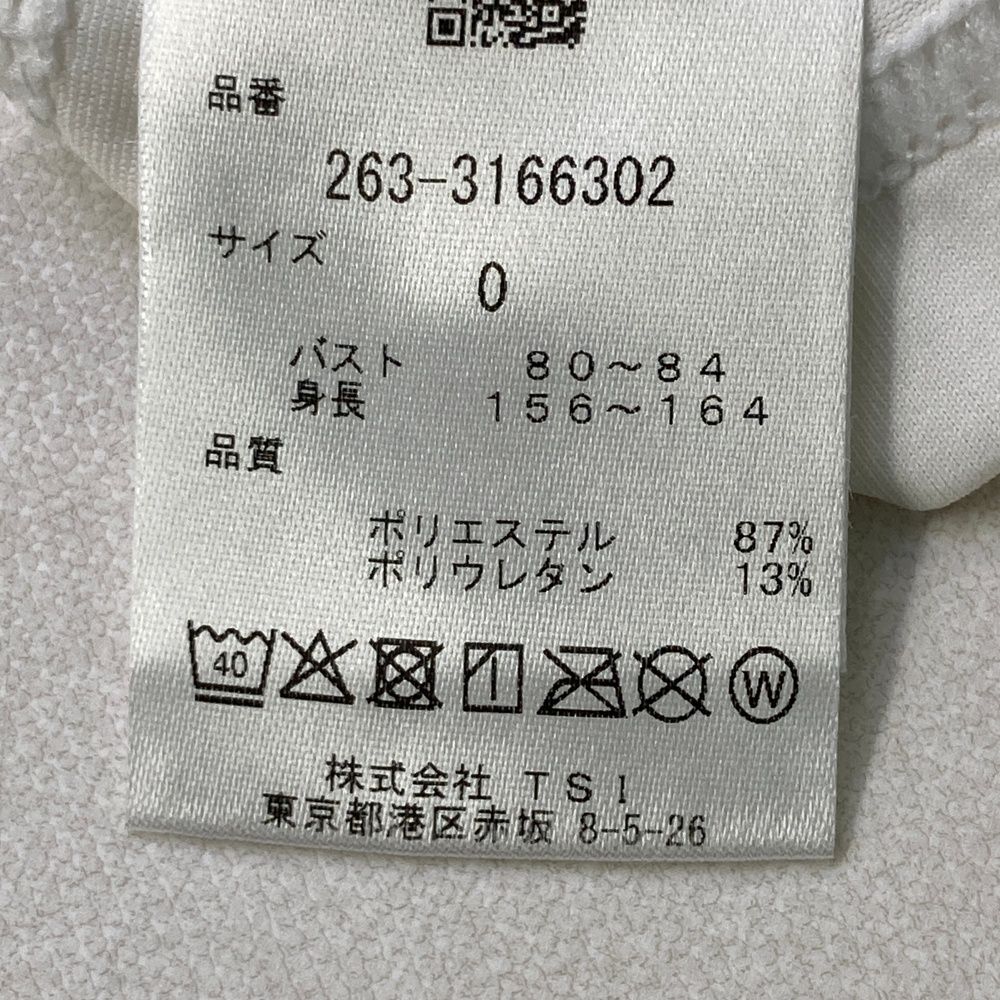 品番
263-3166302
サイズ
0
バスト 80～84
身長 156～164
品質
ポリエステル 87%
ポリウレタン 13%
40 W
株式会社 TSI
東京都港区赤坂 8-5-26